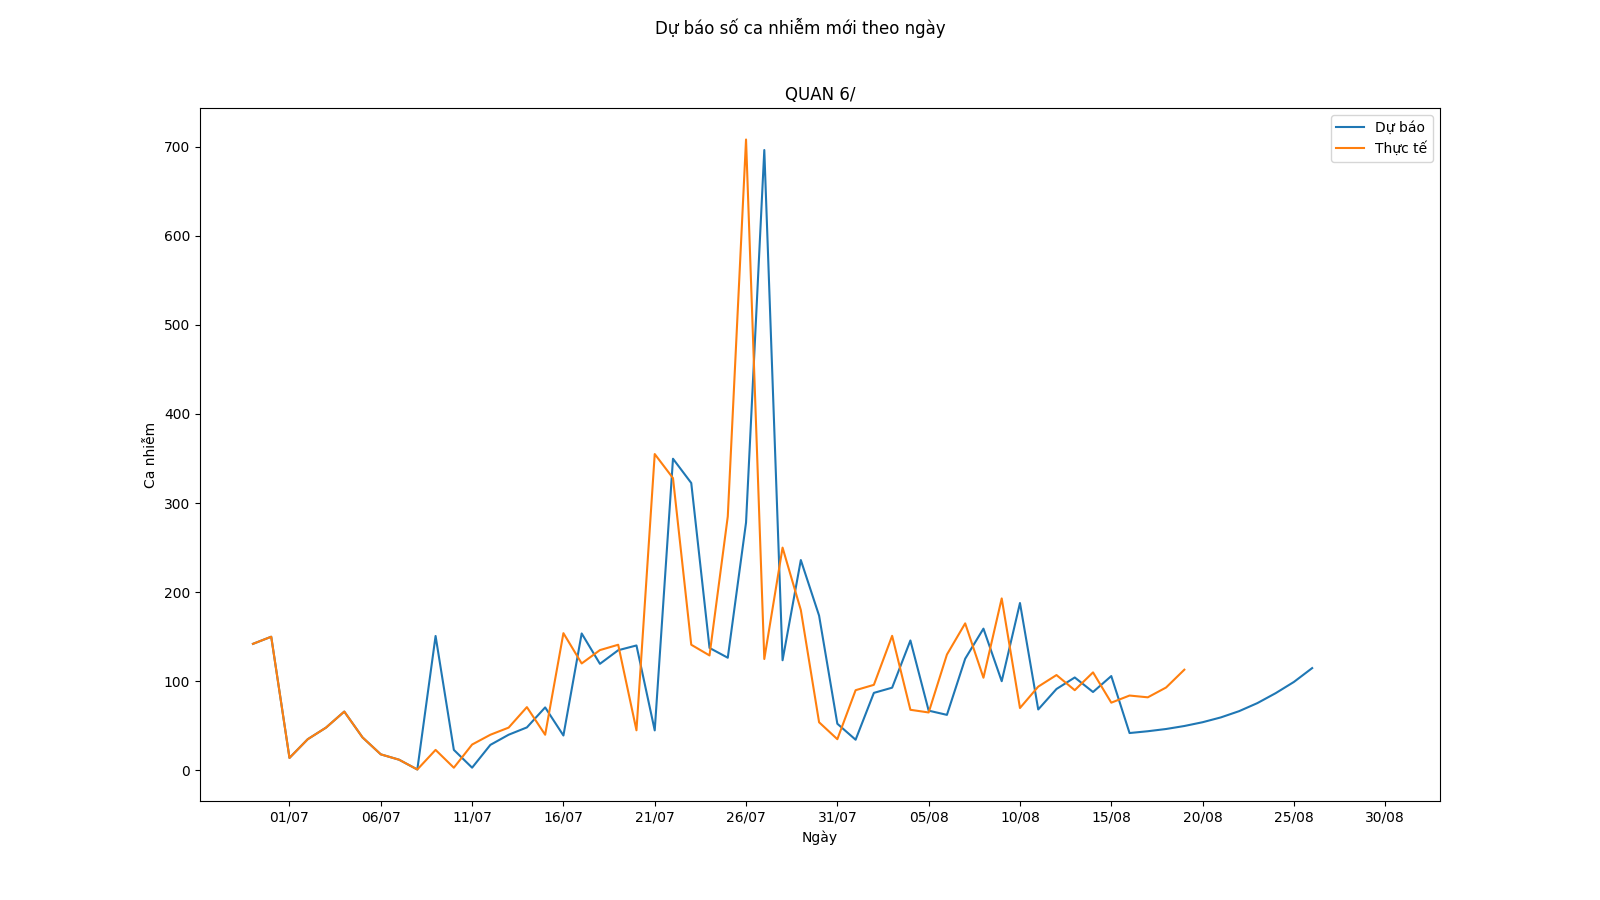 Dự báo số ca nhiễm mới theo ngày
QUAN 6/
Dự báo
Thực tế
700
600
500
400
300
200
100
0
Ca nhiễm
01/07 06/07 11/07 16/07 21/07 26/07 31/07 05/08 10/08 15/08 20/08 25/08 30/08
Ngày